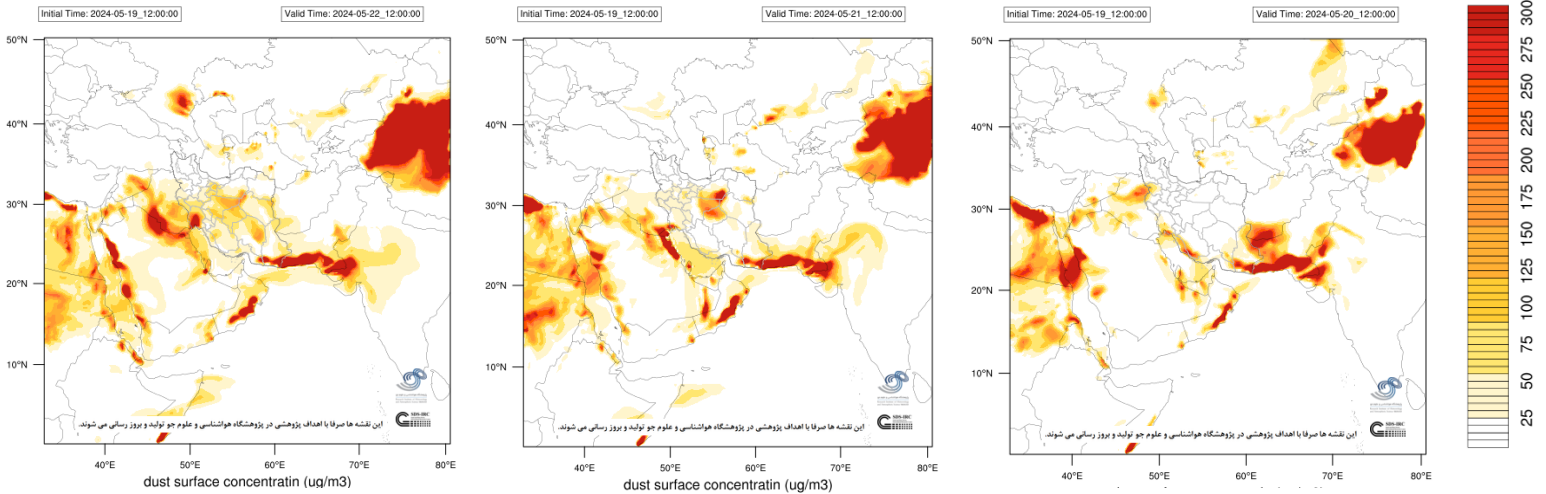 Initial Time: 2024-05-19_12:00:00
Valid Time: 2024-05-22_12:00:00
50°N
40°N
30°N
20°N
10°N
SDS-IRC
این نقشه ها صرفا با اهداف پژوهشی در پژوهشگاه هواشناسی و علوم جو تولید و بروز رسانی می شوند.
40°E
50°E
60°E
70°E
80°E
dust surface concentratin (ug/m3)
Initial Time: 2024-05-19_12:00:00
Valid Time: 2024-05-21_12:00:00
50°N
40°N
30°N
20°N
10°N
SDS-IRC
این نقشه ها صرفا با اهداف پژوهشی در پژوهشگاه هواشناسی و علوم جو تولید و بروز رسانی می شوند.
40°E
50°E
60°E
70°E
80°E
dust surface concentratin (ug/m3)
Initial Time: 2024-05-19_12:00:00
Valid Time: 2024-05-20_12:00:00
50°N
40°N
30°N
20°N
10°N
SDS-IRC
این نقشه ها صرفا با اهداف پژوهشی در پژوهشگاه هواشناسی و علوم جو تولید و بروز رسانی می شوند.
40°E
50°E
60°E
70°E
80°E
300
275
250
225
200
175
150
125
100
75
50
25